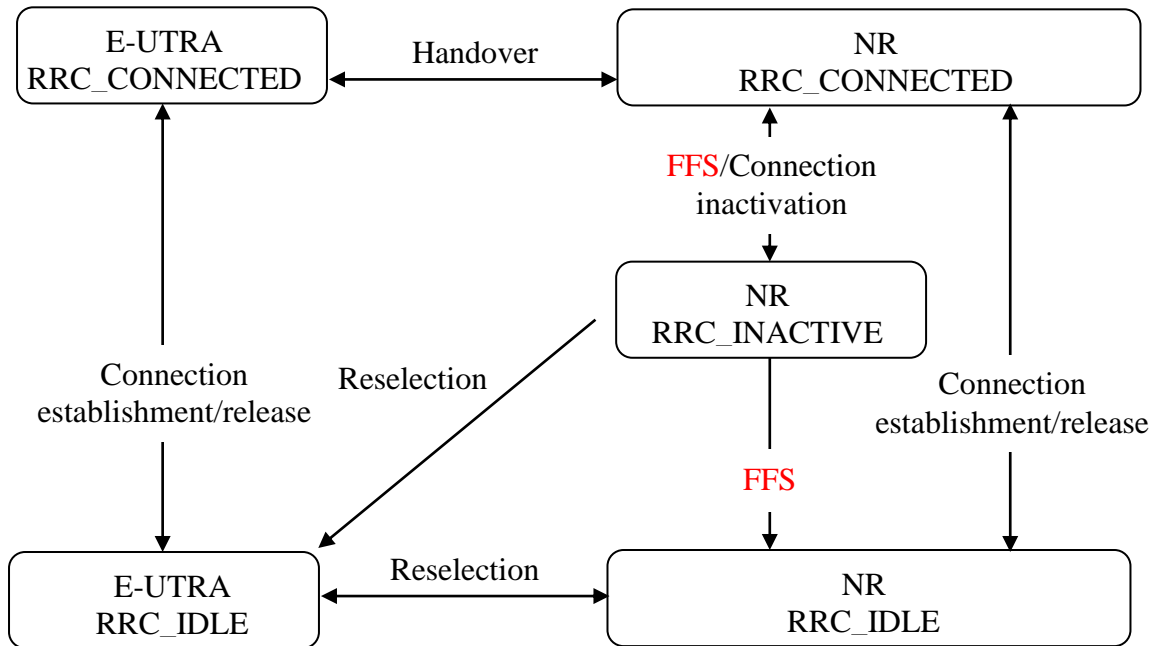 E-UTRA
RRC_CONNECTED
Handover
NR
RRC_CONNECTED
FFS/Connection
inactivation
NR
RRC_INACTIVE
Connection
establishment/release
Reselection
Connection
establishment/release
FFS
E-UTRA
RRC_IDLE
Reselection
NR
RRC_IDLE